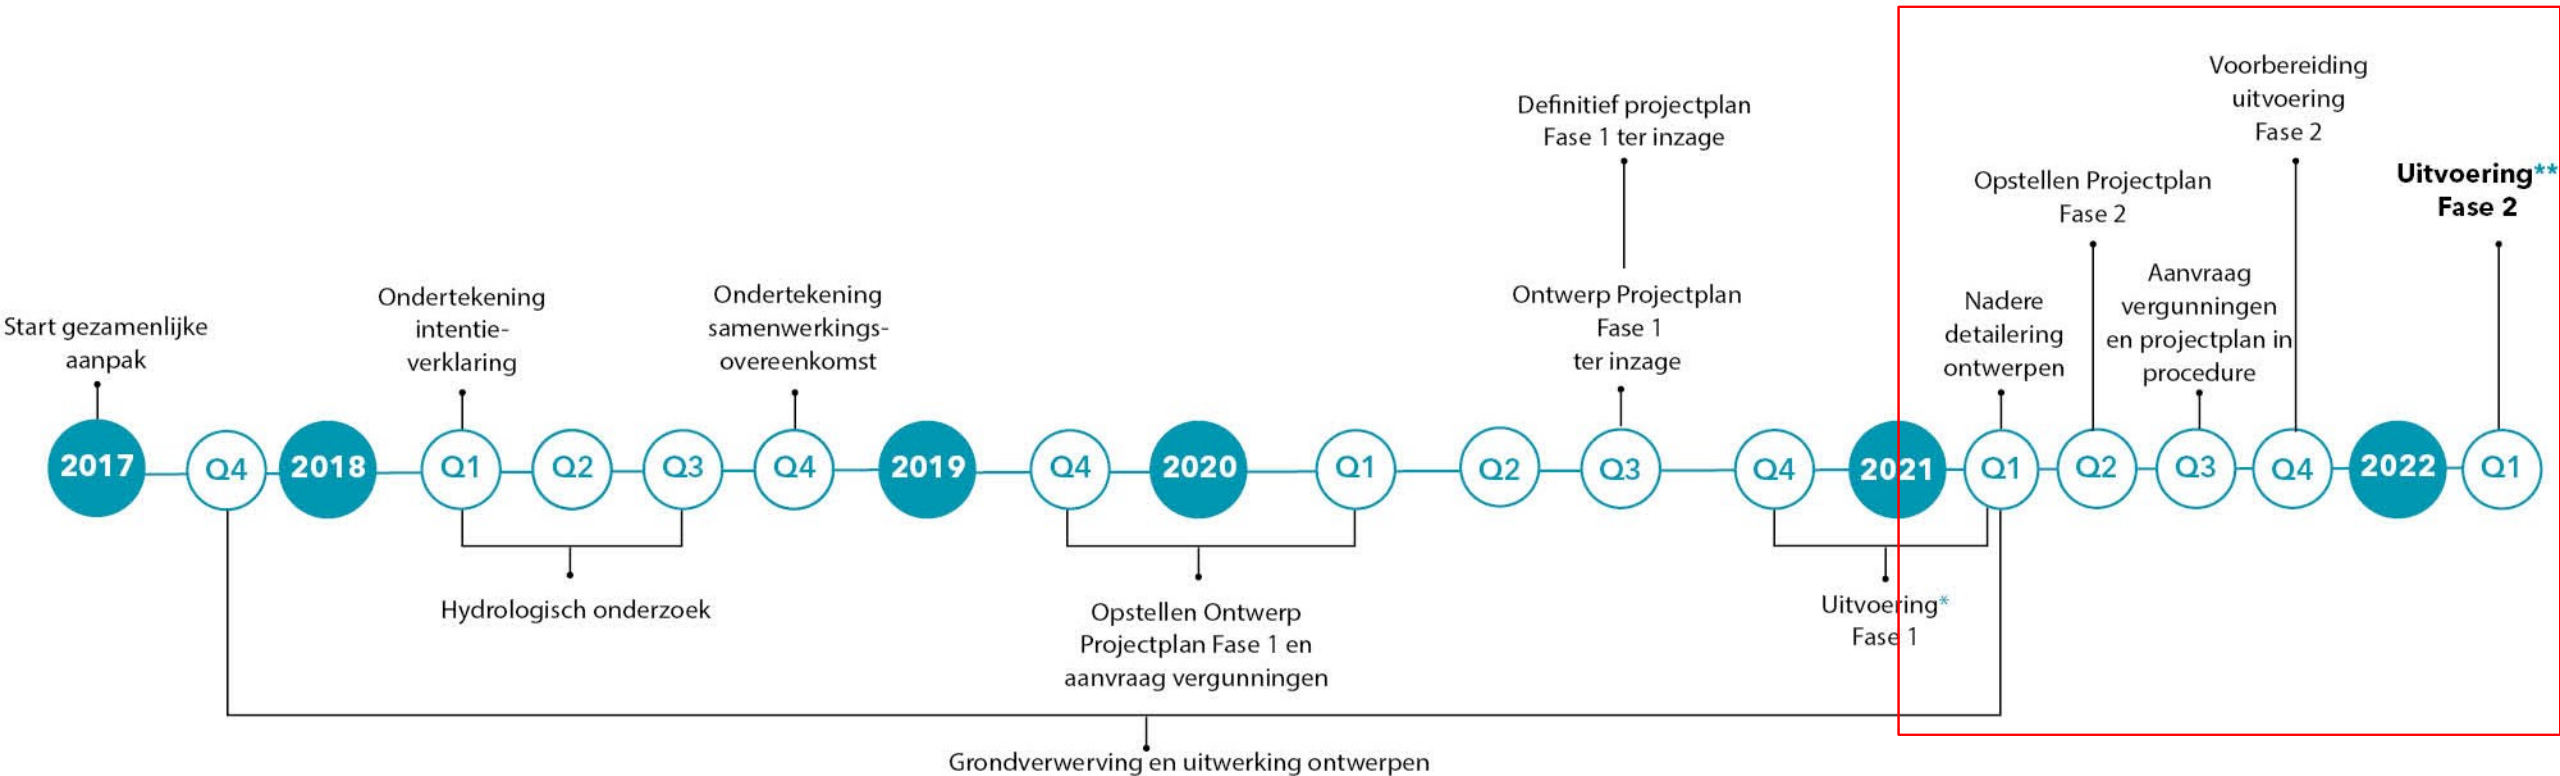 Voorbereiding
uitvoering
Fase 2
Definitief projectplan
Fase 1 ter inzage
Uitvoering**
Fase 2
Opstellen Projectplan
Fase 2
Start gezamenlijke
aanpak
Ondertekening
intentie-
verklaring
Ondertekening
samenwerkings-
overeenkomst
Ontwerp Projectplan
Fase 1
ter inzage
Nadere
detailering
ontwerpen
Aanvraag
vergunningen
en projectplan in
procedure
2017 Q4 2018 Q1 Q2 Q3 Q4 2019 Q4 2020 Q1 Q2 Q3 Q4 2021 Q1 Q2 Q3 Q4 2022 Q1
Hydrologisch onderzoek
Opstellen Ontwerp
Projectplan Fase 1 en
aanvraag vergunningen
Uitvoering*
Fase 1
Grondverwerving en uitwerking ontwerpen